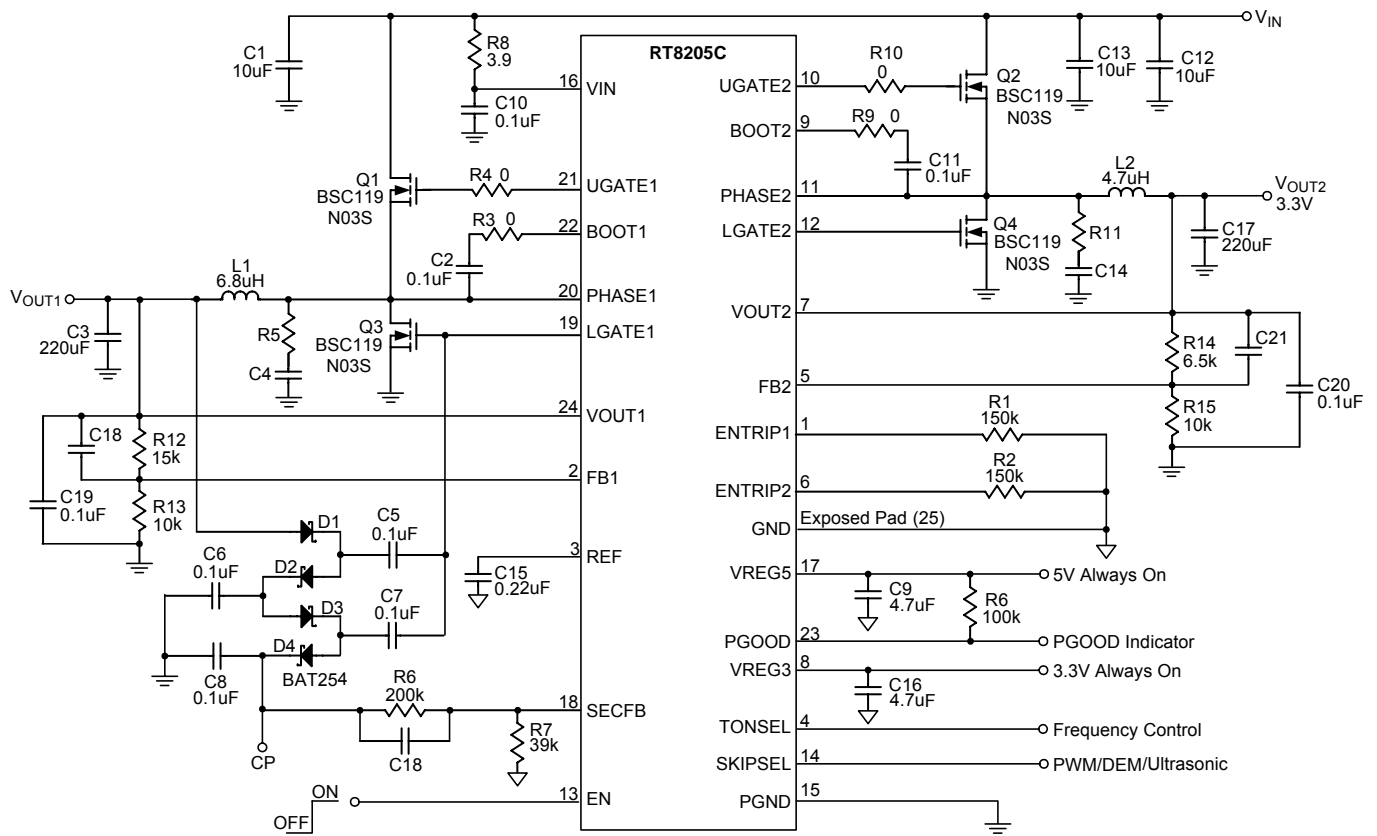 VIN
RT8205C
C1
10uF
R8
3.9
16
VIN
C10
0.1uF
R10
0
10
UGATE2
Q2
BSC119
N03S
C13
10uF
C12
10uF
9
BOOT2
R9 0
C11
0.1uF
Q1
BSC119
N03S
R4 0
21
UGATE1
R3 0
22
BOOT1
C2
0.1uF
11
PHASE2
L2
4.7uH
VOUT2
3.3V
12
LGATE2
Q4
BSC119
N03S
R11
C14
C17
220uF
VOUT1
L1
6.8uH
C3
220uF
R5
C4
20
PHASE1
Q3
BSC119
N03S
19
LGATE1
7
VOUT2
R14
6.5k
C21
C20
0.1uF
5
FB2
R15
10k
24
VOUT1
C18
R12
15k
2
FB1
C19
0.1uF
R13
10k
1
ENTRIP1
R1
150k
6
ENTRIP2
R2
150k
GND
Exposed Pad (25)
D1
C5
0.1uF
D2
C6
0.1uF
D3
C7
0.1uF
D4
BAT254
C8
0.1uF
3
REF
C15
0.22uF
17
VREG5
5V Always On
C9
4.7uF
R6
100k
23
PGOOD
PGOOD Indicator
8
VREG3
3.3V Always On
C16
4.7uF
R6
200k
18
SECFB
C18
R7
39k
CP
4
TONSEL
Frequency Control
14
SKIPSEL
PWM/DEM/Ultrasonic
ON
OFF
13
EN
15
PGND